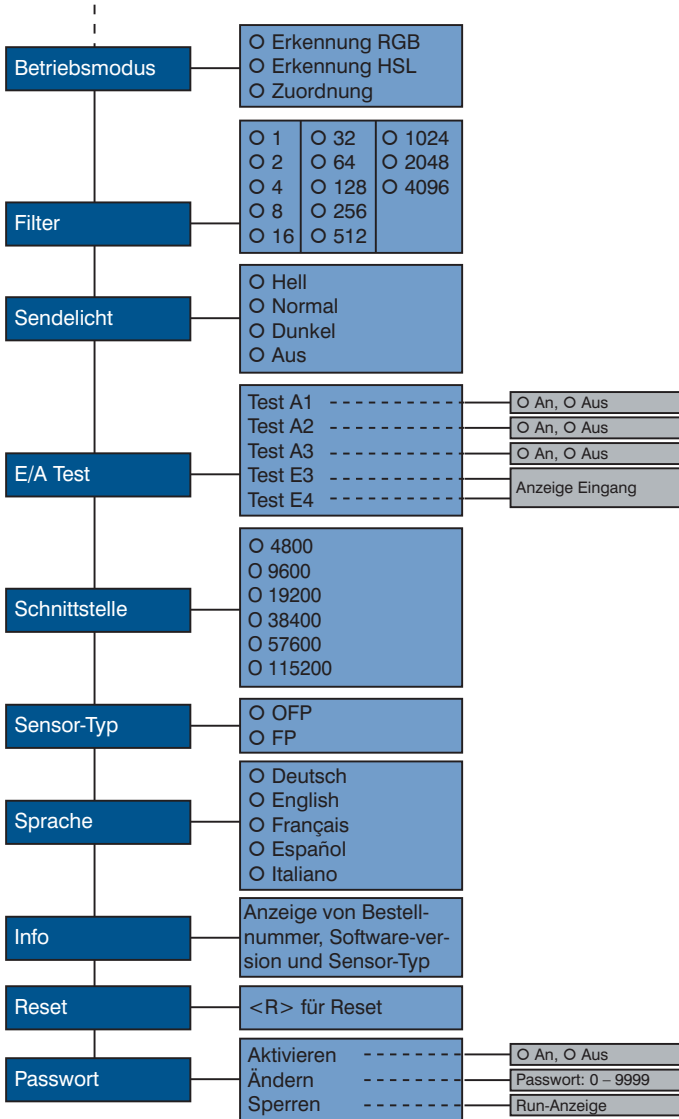 Betriebsmodus
O Erkennung RGB
O Erkennung HSL
O Zuordnung
Filter
O 1 O 32 O 1024
O 2 O 64 O 2048
O 4 O 128 O 4096
O 8 O 256
O 16 O 512
Sendelicht
O Hell
O Normal
O Dunkel
O Aus
E/A Test
Test A1 O An, O Aus
Test A2 O An, O Aus
Test A3 O An, O Aus
Test E3
Test E4
Anzeige Eingang
Schnittstelle
O 4800
O 9600
O 19200
O 38400
O 57600
O 115200
Sensor-Typ
O OFP
O FP
Sprache
O Deutsch
O English
O Français
O Español
O Italiano
Info
Anzeige von Bestell-
nummer, Software-ver-
sion und Sensor-Typ
Reset
<R> für Reset
Passwort
Aktivieren O An, O Aus
Ändern Passwort: 0 – 9999
Sperren Run-Anzeige